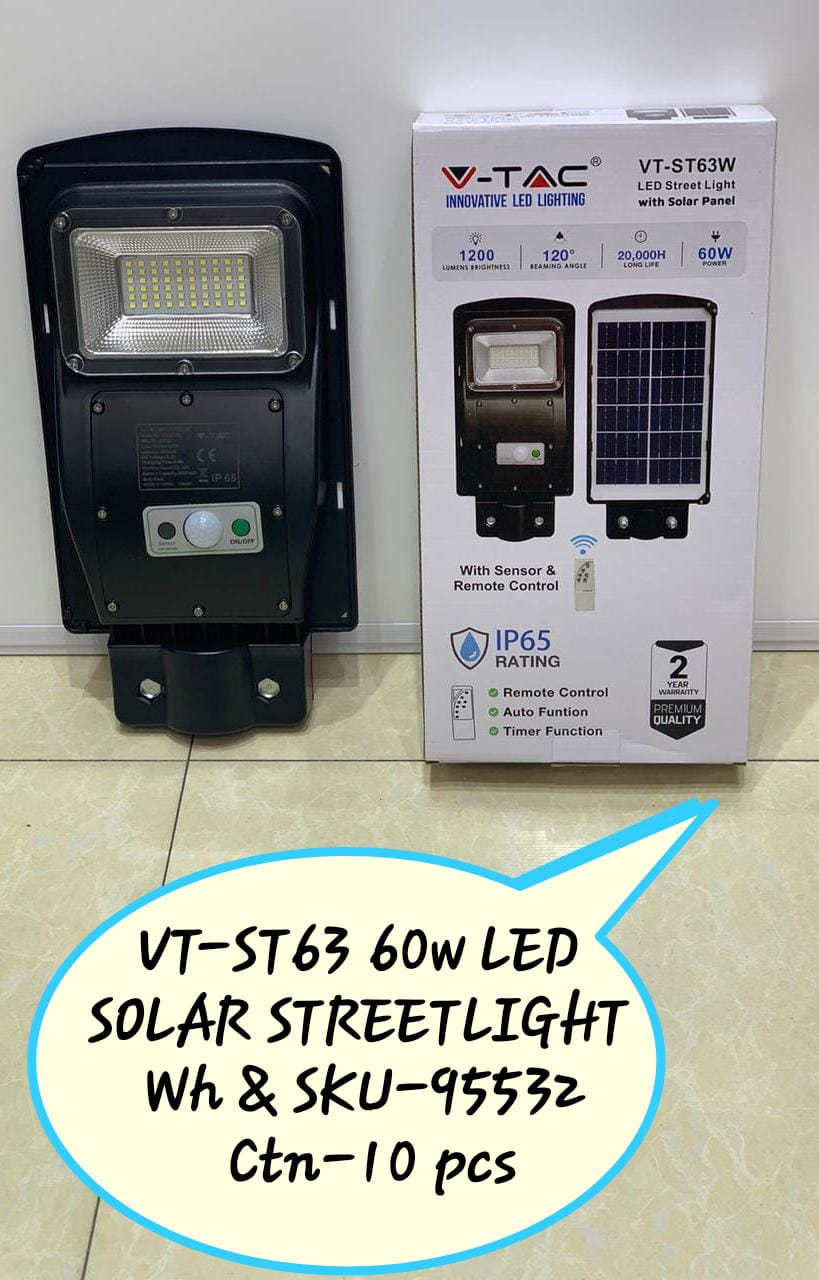 V-TAC®
INNOVATIVE LED LIGHTING
VT-ST63W
LED Street Light
with Solar Panel
1200
LUMENS BRIGHTNESS
120°
BEAMING ANGLE
20,000H
LONG LIFE
60W
POWER
V-TAC
CE
IP 65
Sensor
ON/OFF
With Sensor &
Remote Control
IP65
RATING
Remote Control
Auto Funtion
Timer Function
2
YEAR
WARRANTY
PREMIUM
QUALITY
VT-ST63 60w LED
SOLAR STREETLIGHT
Wh & SKU-95532
Ctn-10 pcs